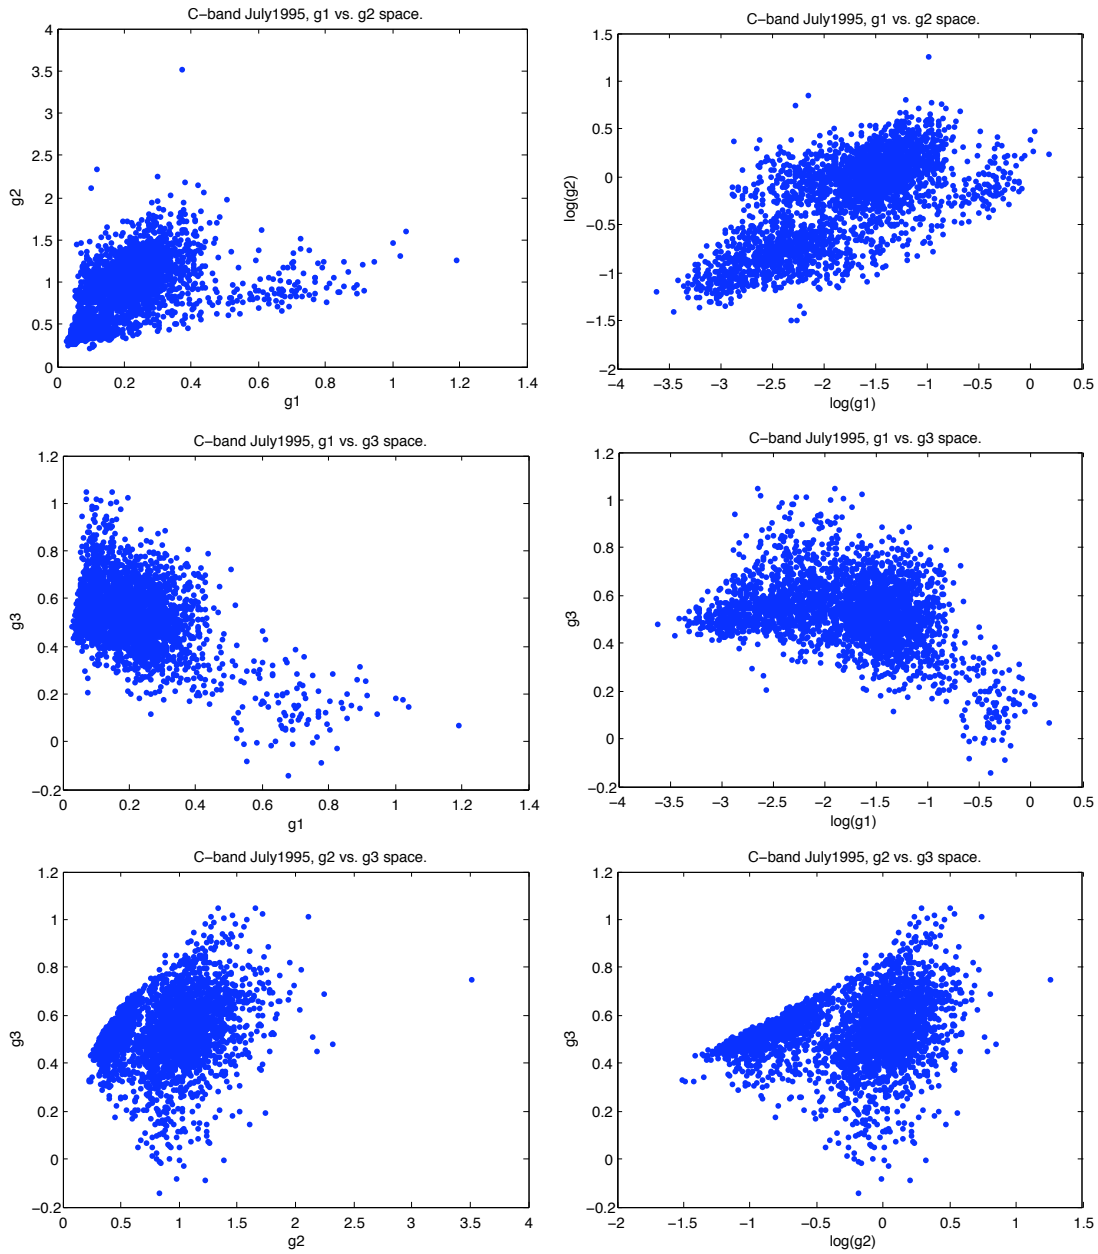 C−band July1995, g1 vs. g2 space.
4
3.5
3
2.5
2
1.5
1
0.5
0
g2
0 0.2 0.4 0.6 0.8 1 1.2 1.4
g1
C−band July1995, g1 vs. g2 space.
1.5
1
0.5
0
−0.5
−1
−1.5
−2
log(g2)
−4 −3.5 −3 −2.5 −2 −1.5 −1 −0.5 0 0.5
log(g1)
C−band July1995, g1 vs. g3 space.
1.2
1
0.8
0.6
0.4
0.2
0
−0.2
g3
0 0.2 0.4 0.6 0.8 1 1.2 1.4
g1
C−band July1995, g1 vs. g3 space.
1.2
1
0.8
0.6
0.4
0.2
0
−0.2
g3
−4 −3.5 −3 −2.5 −2 −1.5 −1 −0.5 0 0.5
log(g1)
C−band July1995, g2 vs. g3 space.
1.2
1
0.8
0.6
0.4
0.2
0
−0.2
g3
0 0.5 1 1.5 2 2.5 3 3.5 4
g2
C−band July1995, g2 vs. g3 space.
1.2
1
0.8
0.6
0.4
0.2
0
−0.2
g3
−2 −1.5 −1 −0.5 0 0.5 1 1.5
log(g2)